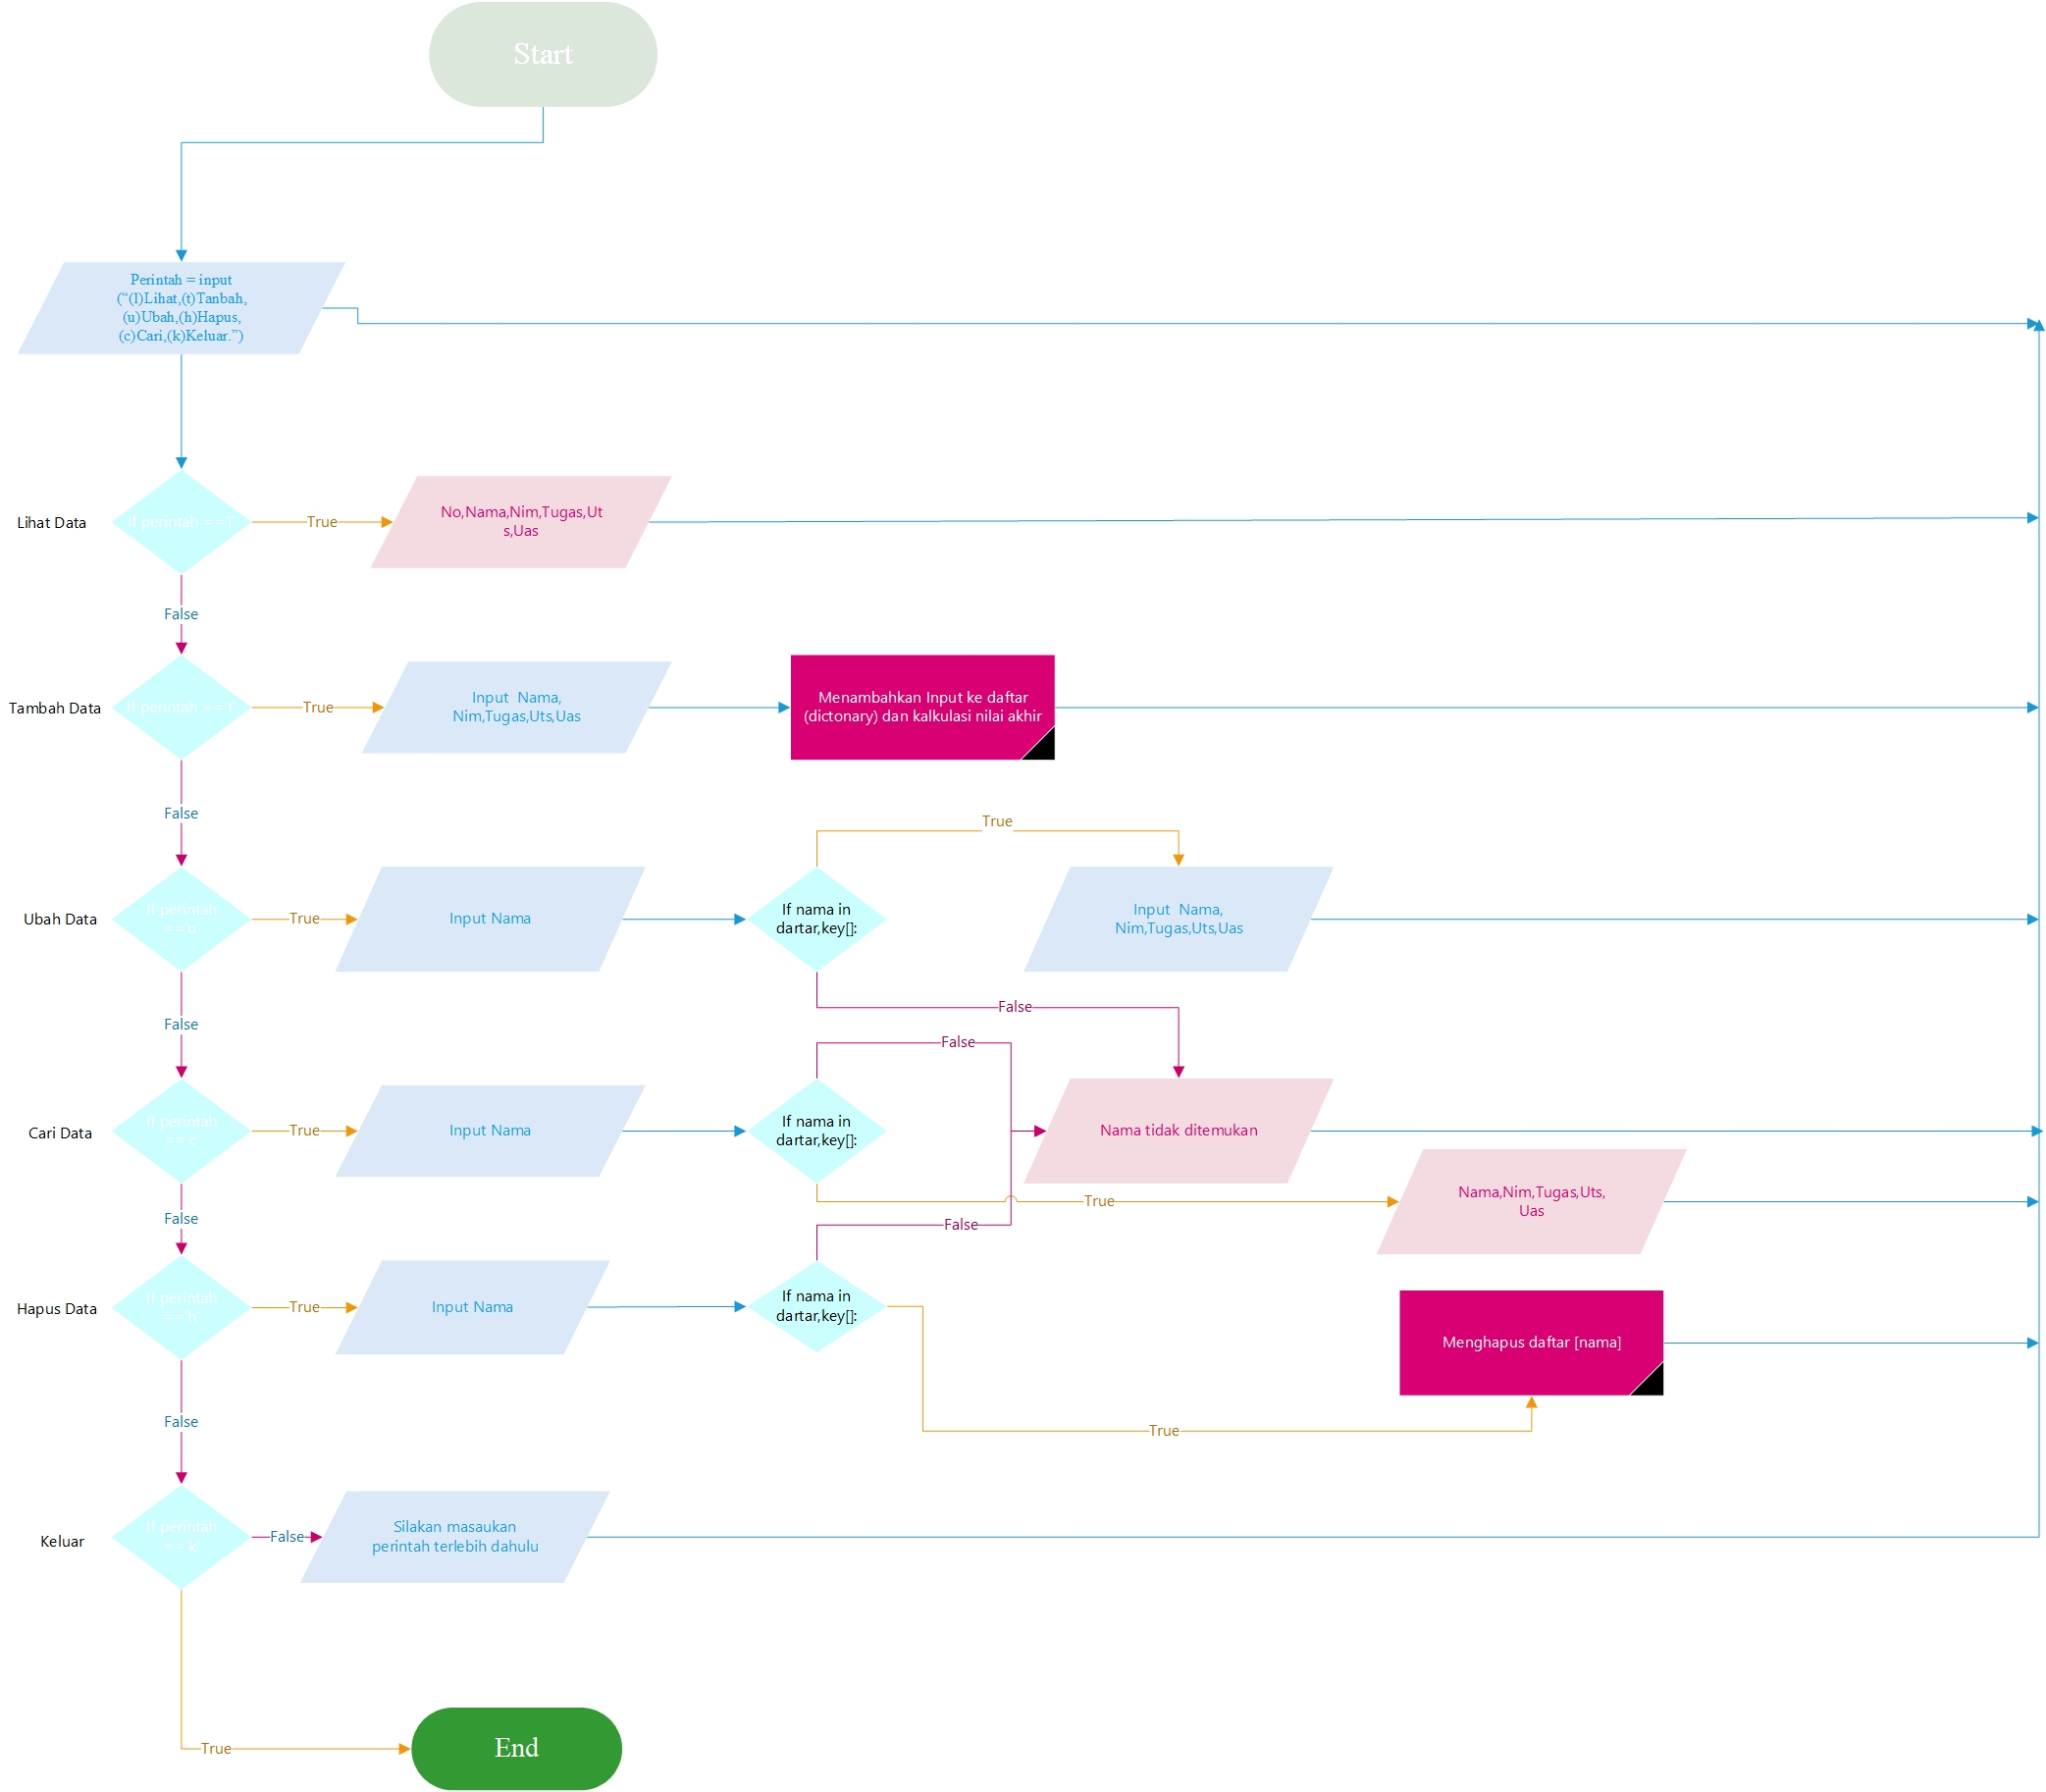 Start
Perintah = input
(“(l)Lihat,(t)Tanbah,
(u)Ubah,(h)Hapus,
(c)Cari,(k)Keluar.”)
Lihat Data
If perintah ==l
True
No,Nama,Nim,Tugas,Ut
s,Uas
False
Tambah Data
If perintah ==t
True
Input  Nama,
Nim,Tugas,Uts,Uas
Menambahkan Input ke daftar
(dictonary) dan kalkulasi nilai akhir
False
True
Ubah Data
If perintah
==u
True
Input Nama
If nama in
dartar,key[]:
Input  Nama,
Nim,Tugas,Uts,Uas
False
False
False
Cari Data
If perintah
==c
True
Input Nama
If nama in
dartar,key[]:
Nama tidak ditemukan
True
Nama,Nim,Tugas,Uts,
Uas
False
False
Hapus Data
If perintah
==h
True
Input Nama
If nama in
dartar,key[]:
Menghapus daftar [nama]
True
False
Keluar
If perintah
==k
False
Silakan masaukan
perintah terlebih dahulu
True
End